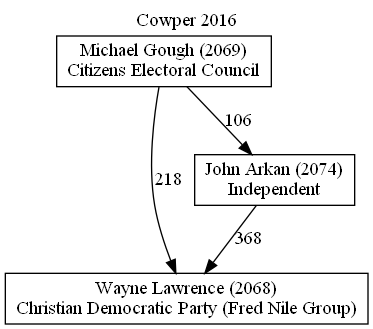 Cowper 2016
Michael Gough (2069)
Citizens Electoral Council
106
John Arkan (2074)
Independent
218
368
Wayne Lawrence (2068)
Christian Democratic Party (Fred Nile Group)